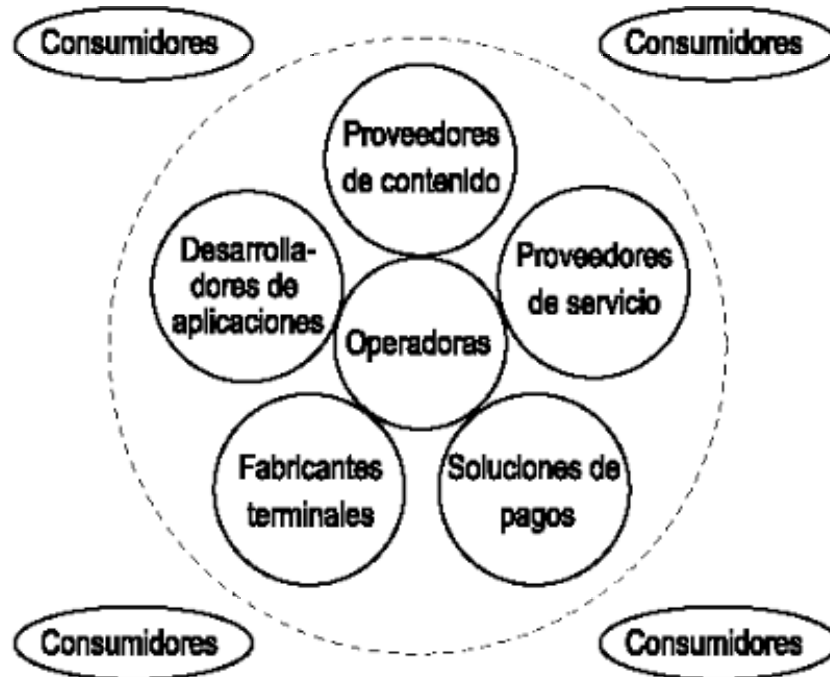 Consumidores
Consumidores
Proveedores
de contenido
Desarrolla-
dores de
aplicaciones
Proveedores
de servicio
Operadoras
Fabricantes
terminales
Soluciones de
pagos
Consumidores
Consumidores